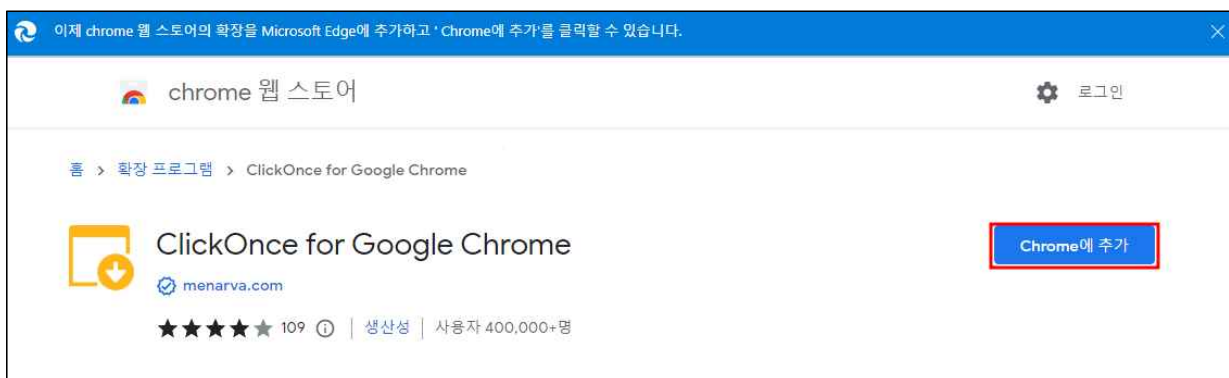 이제 chrome 웹 스토어의 확장을 Microsoft Edge에 추가하고 ' Chrome에 추가'를 클릭할 수 있습니다.
chrome 웹 스토어
로그인
홈 > 확장 프로그램 > ClickOnce for Google Chrome
ClickOnce for Google Chrome
Chrome에 추가
menarva.com
109 | 생산성 | 사용자 400,000+명